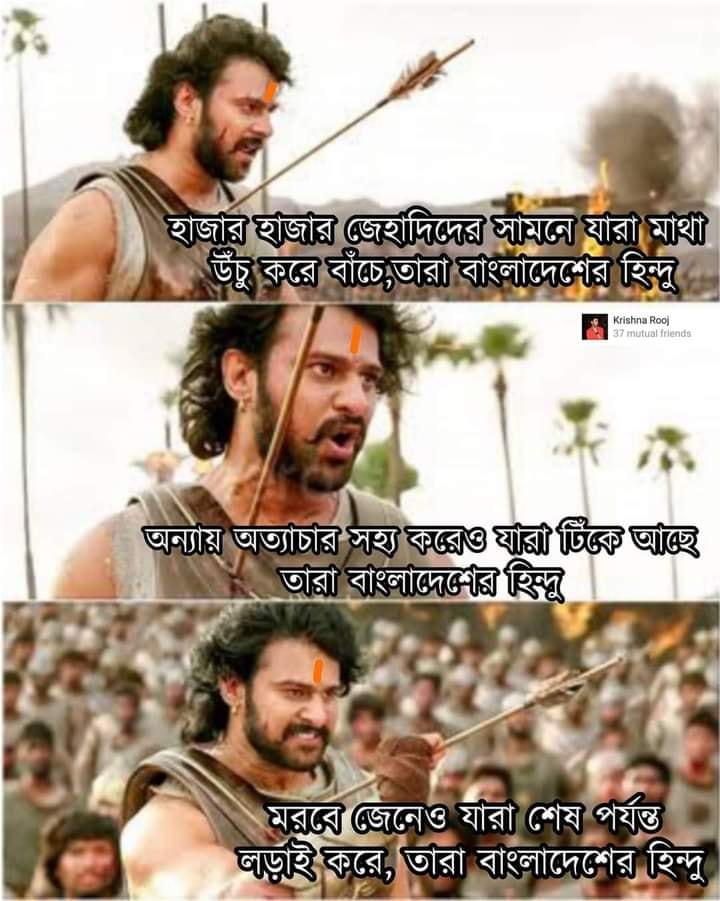 হাজার হাজার জেহাদিদের সামনে যারা মাথা
উঁচু করে বাঁচে,তারা বাংলাদেশের হিন্দু
Krishna Rooj
37 mutual friends
অন্যায় অত্যাচার সহ্য করেও যারা টিকে আছে
তারা বাংলাদেশের হিন্দু
মরবে জেনেও যারা শেষ পর্যন্ত
লড়াই করে, তারা বাংলাদেশের হিন্দু